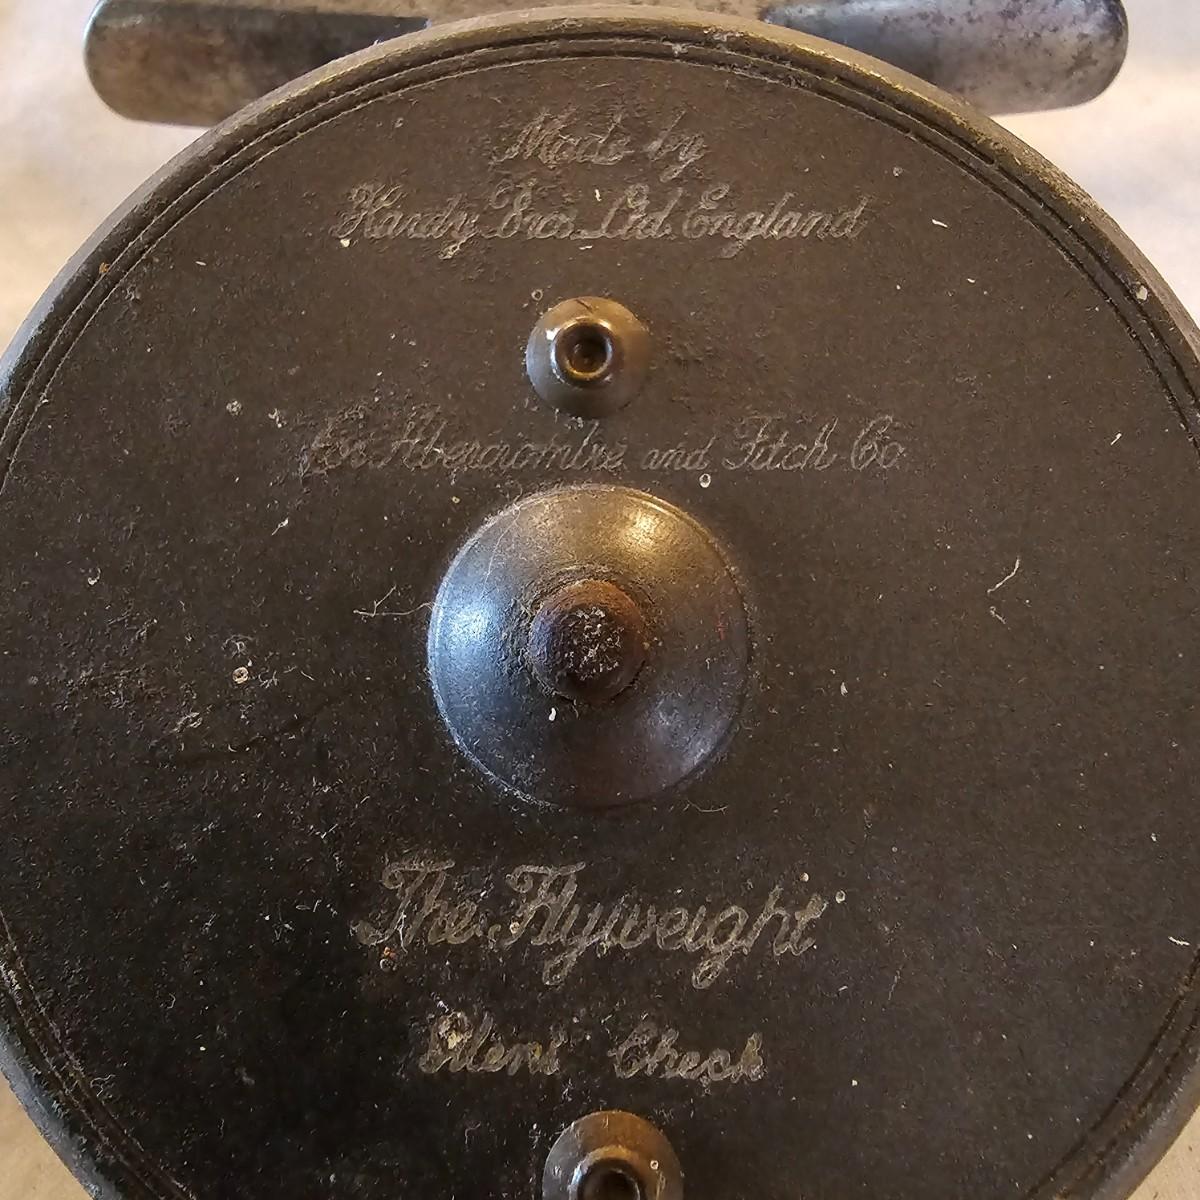 Made by
Hardy Bros. Ltd. England
for Abercrombie and Fitch Co
The Flyweight
Silent Check